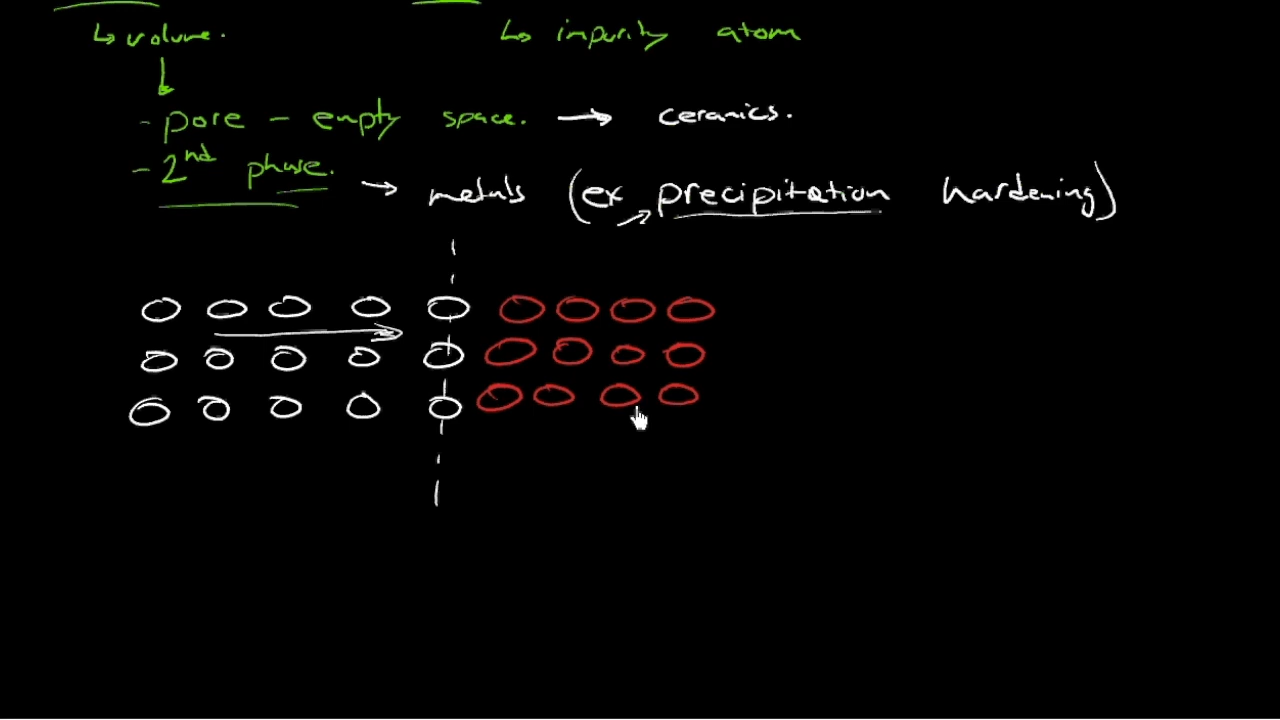 ↳ volume.
↳ impurity atom
- pore - empty space. → ceramics.
- 2nd phase. → metals (ex precipitation hardening)